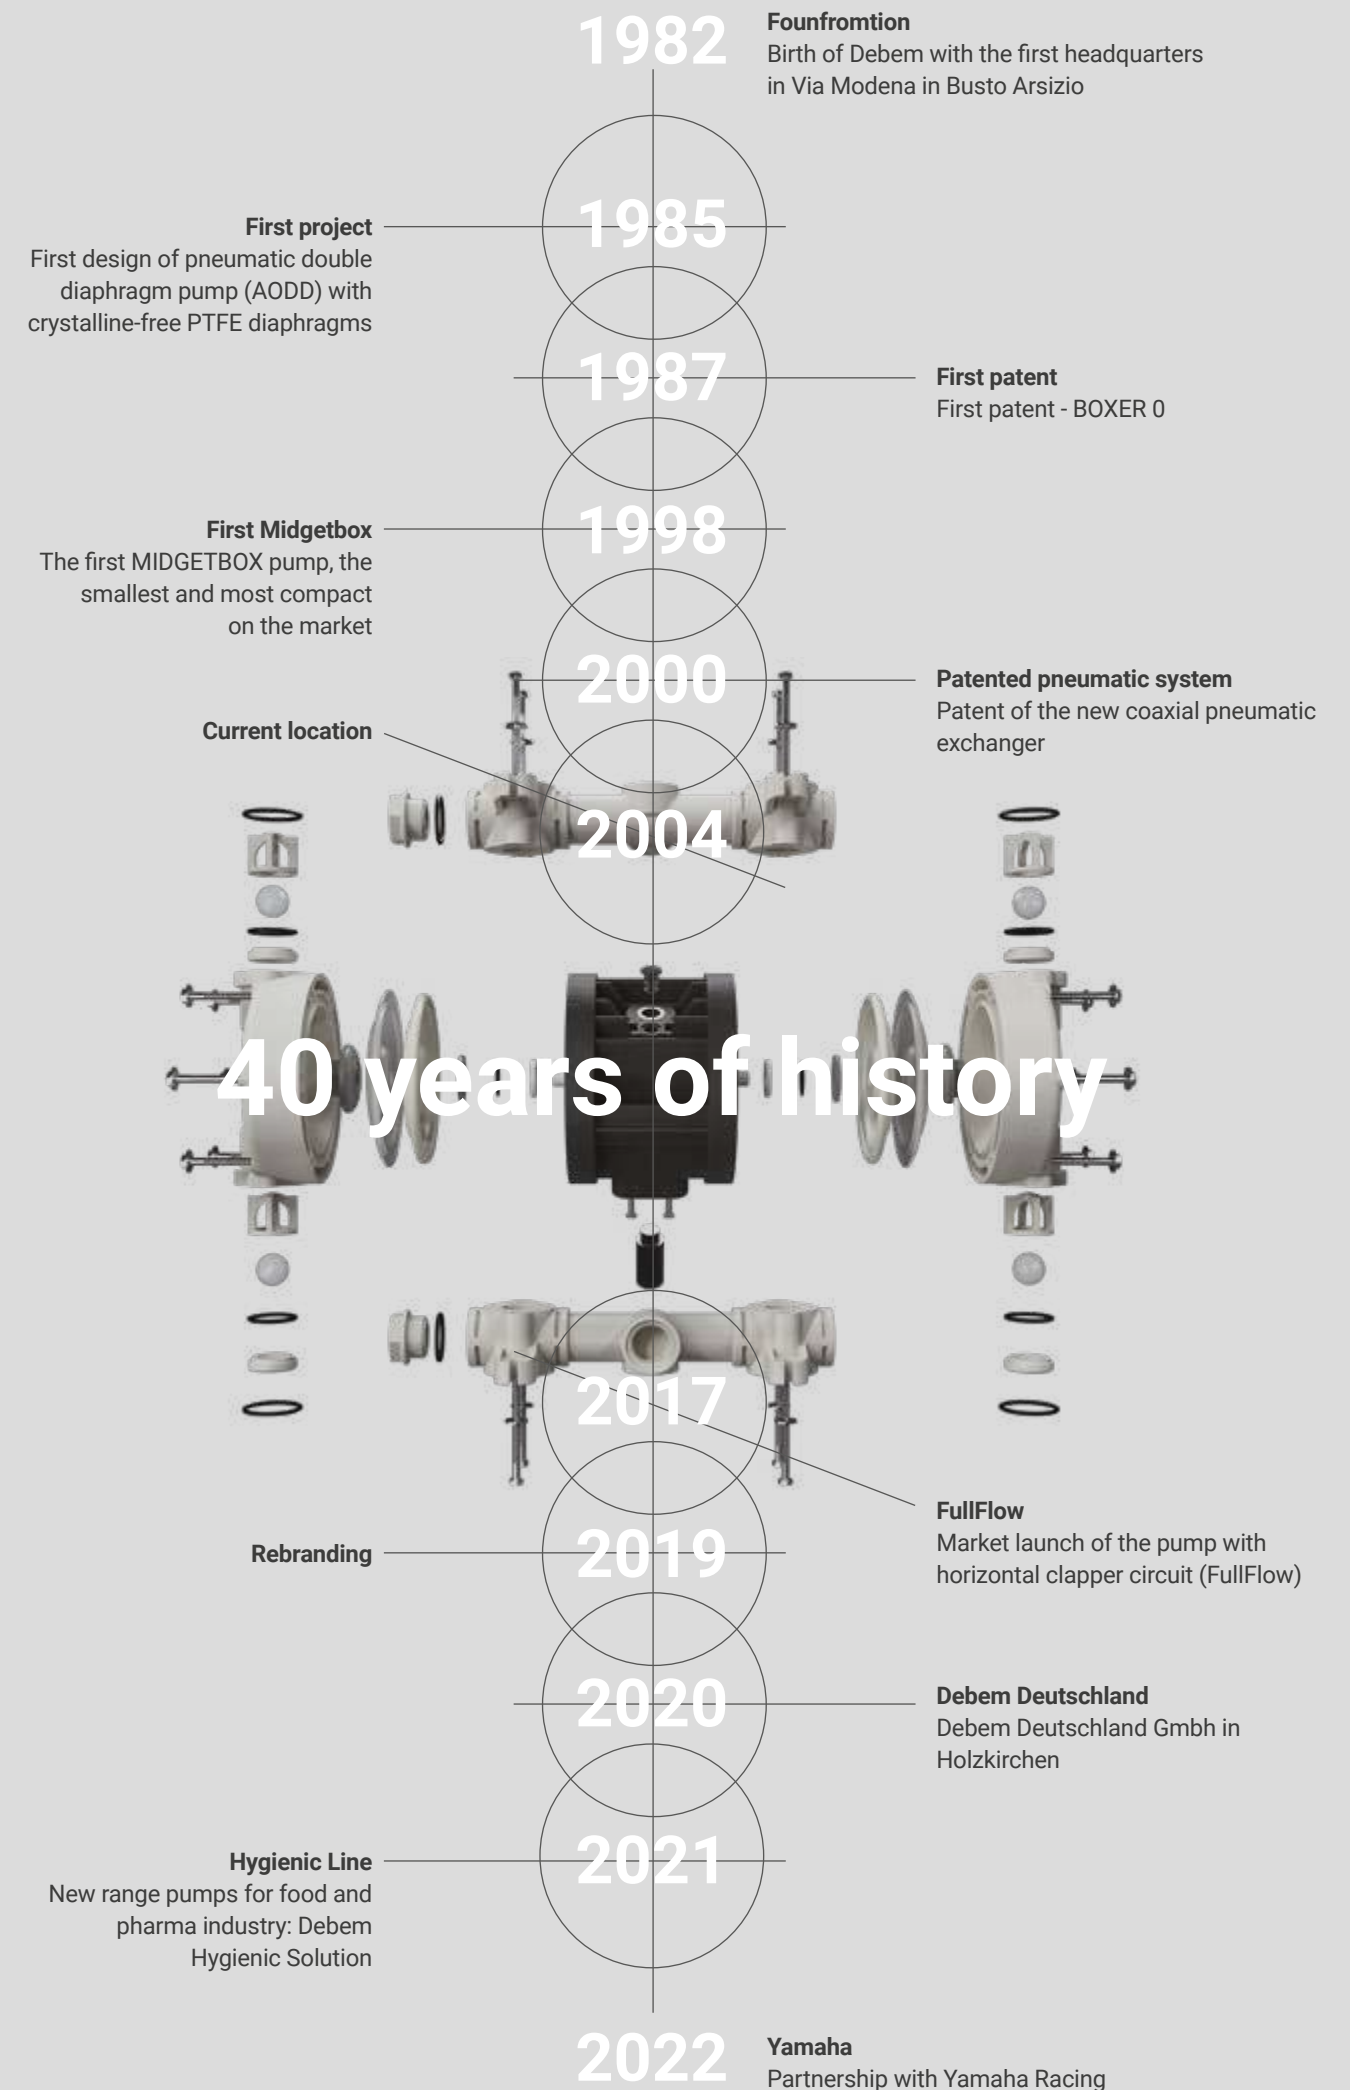 1982
Founfromtion
Birth of Debem with the first headquarters
in Via Modena in Busto Arsizio
1985
First project
First design of pneumatic double
diaphragm pump (AODD) with
crystalline-free PTFE diaphragms
1987
First patent
First patent - BOXER 0
1998
First Midgetbox
The first MIDGETBOX pump, the
smallest and most compact
on the market
2000
Patented pneumatic system
Patent of the new coaxial pneumatic
exchanger
Current location
2004
40 years of history
2017
FullFlow
Market launch of the pump with
horizontal clapper circuit (FullFlow)
2019
Rebranding
2020
Debem Deutschland
Debem Deutschland Gmbh in
Holzkirchen
2021
Hygienic Line
New range pumps for food and
pharma industry: Debem
Hygienic Solution
2022
Yamaha
Partnership with Yamaha Racing